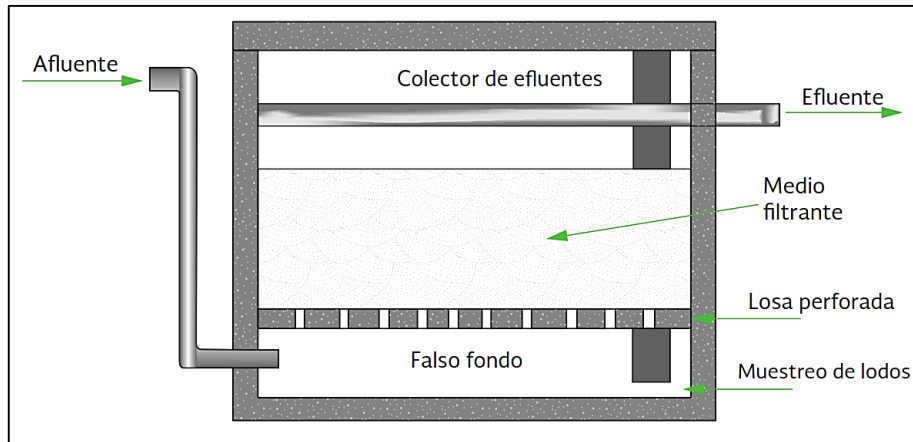 Afluente
Colector de efluentes
Efluente
Medio
filtrante
Losa perforada
Falso fondo
Muestreo de lodos